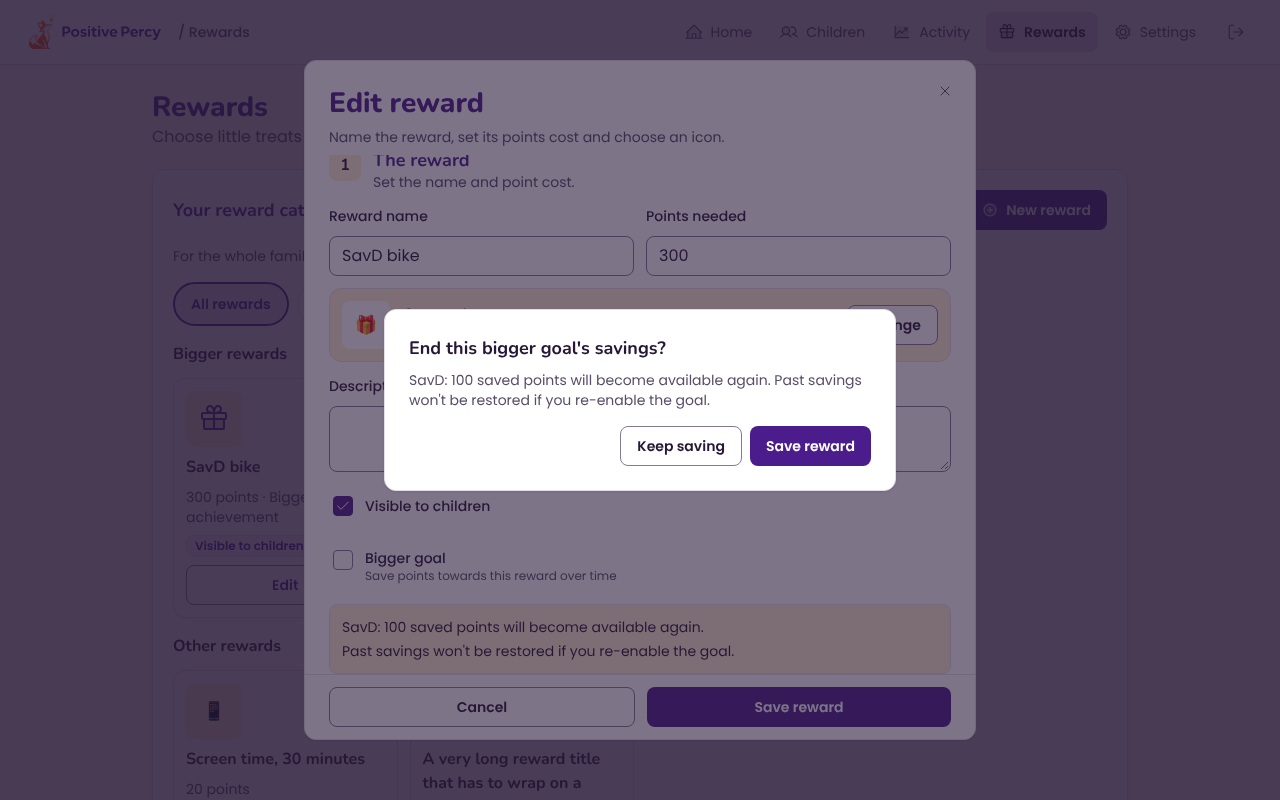 Positive Percy / Rewards
Home
Children
Activity
Rewards
Settings
Rewards
Choose little treats
Your reward cat
New reward
For the whole famil
All rewards
Bigger rewards
SavD bike
300 points · Bigge
achievement
Visible to children
Edit
Other rewards
Screen time, 30 minutes
20 points
A very long reward title
that has to wrap on a
Edit reward
Name the reward, set its points cost and choose an icon.
1
The reward
Set the name and point cost.
Reward name
Points needed
SavD bike
300
nge
Descript
End this bigger goal's savings?
SavD: 100 saved points will become available again. Past savings
won't be restored if you re-enable the goal.
Keep saving
Save reward
Visible to children
Bigger goal
Save points towards this reward over time
SavD: 100 saved points will become available again.
Past savings won't be restored if you re-enable the goal.
Cancel
Save reward